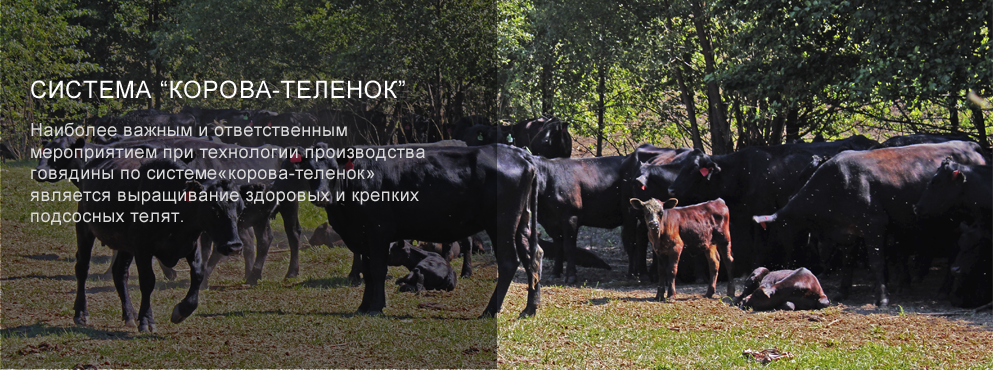 СИСТЕМА “КОРОВА-ТЕЛЕНОК”
Наиболее важным и ответственным
мероприятием при технологии производства
говядины по системе«корова-теленок»
является выращивание здоровых и крепких
подсосных телят.